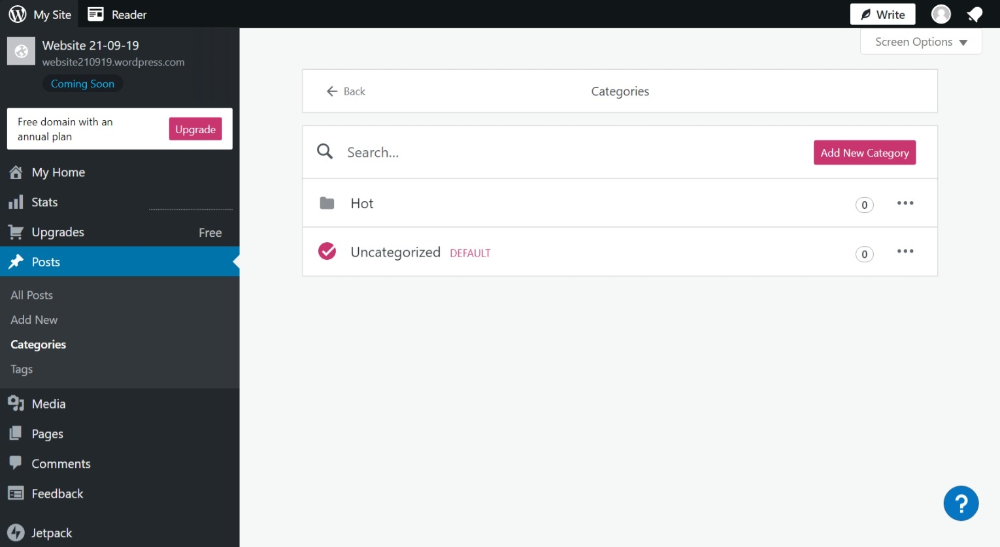 My Site
Reader
Write
Website 21-09-19
website210919.wordpress.com
Coming Soon
Free domain with an
annual plan
Upgrade
My Home
Stats
Upgrades
Free
Posts
All Posts
Add New
Categories
Tags
Media
Pages
Comments
Feedback
Jetpack
Screen Options
Back
Categories
Search...
Add New Category
Hot
0
Uncategorized DEFAULT
0
?